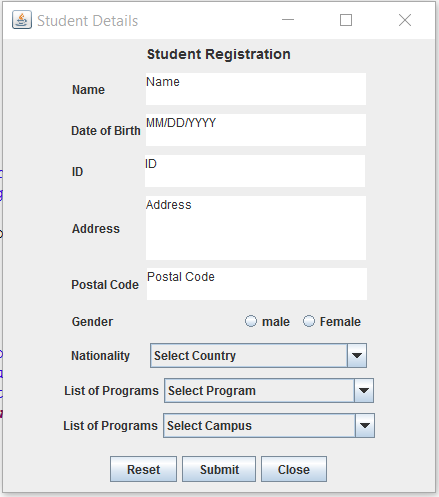 Student Details
Student Registration
Name Name
Date of Birth MM/DD/YYYY
ID ID
Address Address
Postal Code Postal Code
Gender male Female
Nationality Select Country
List of Programs Select Program
List of Programs Select Campus
Reset Submit Close